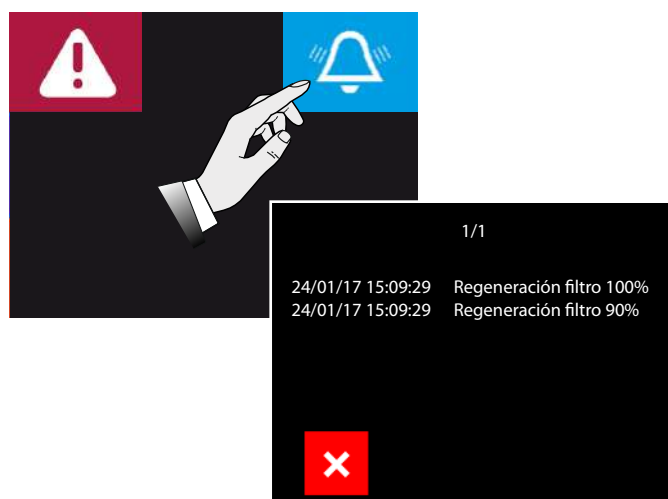 1/1
24/01/17 15:09:29 Regeneración filtro 100%
24/01/17 15:09:29 Regeneración filtro 90%